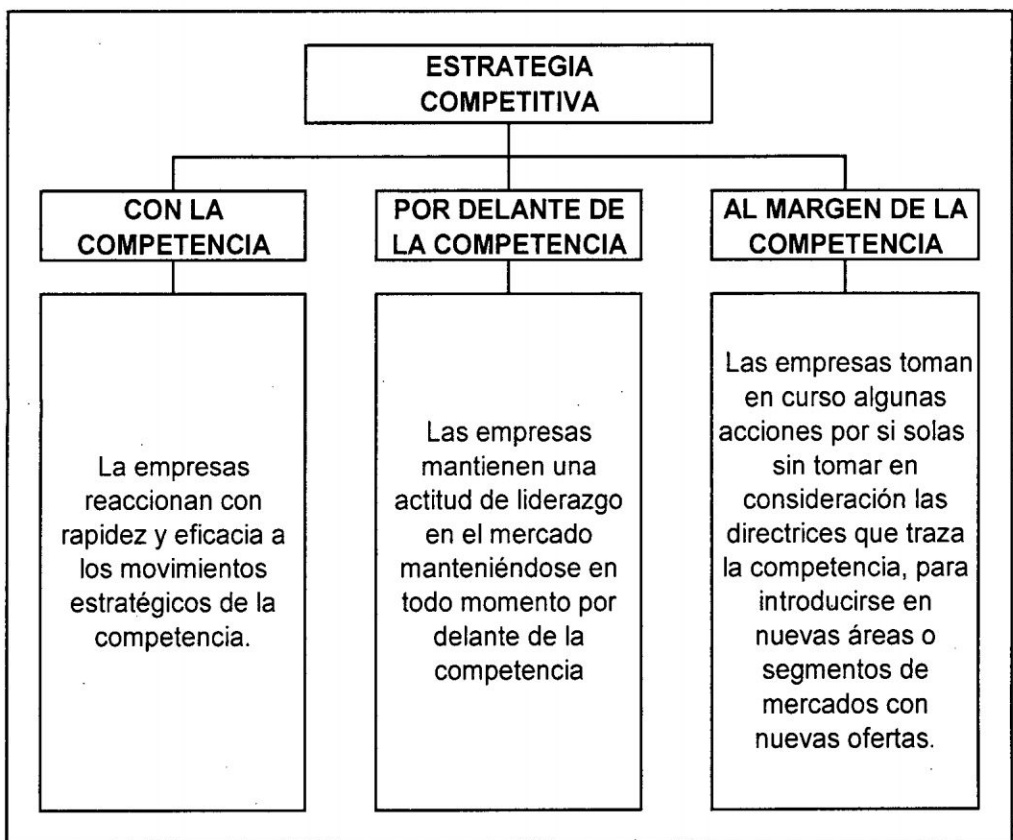 ESTRATEGIA
COMPETITIVA
CON LA
COMPETENCIA
POR DELANTE DE
LA COMPETENCIA
AL MARGEN DE LA
COMPETENCIA
La empresas
reaccionan con
rapidez y eficacia a
los movimientos
estratégicos de la
competencia.
Las empresas
mantienen una
actitud de liderazgo
en el mercado
manteniéndose en
todo momento por
delante de la
competencia
Las empresas toman
en curso algunas
acciones por si solas
sin tomar en
consideración las
directrices que traza
la competencia, para
introducirse en
nuevas áreas o
segmentos de
mercados con
nuevas ofertas.